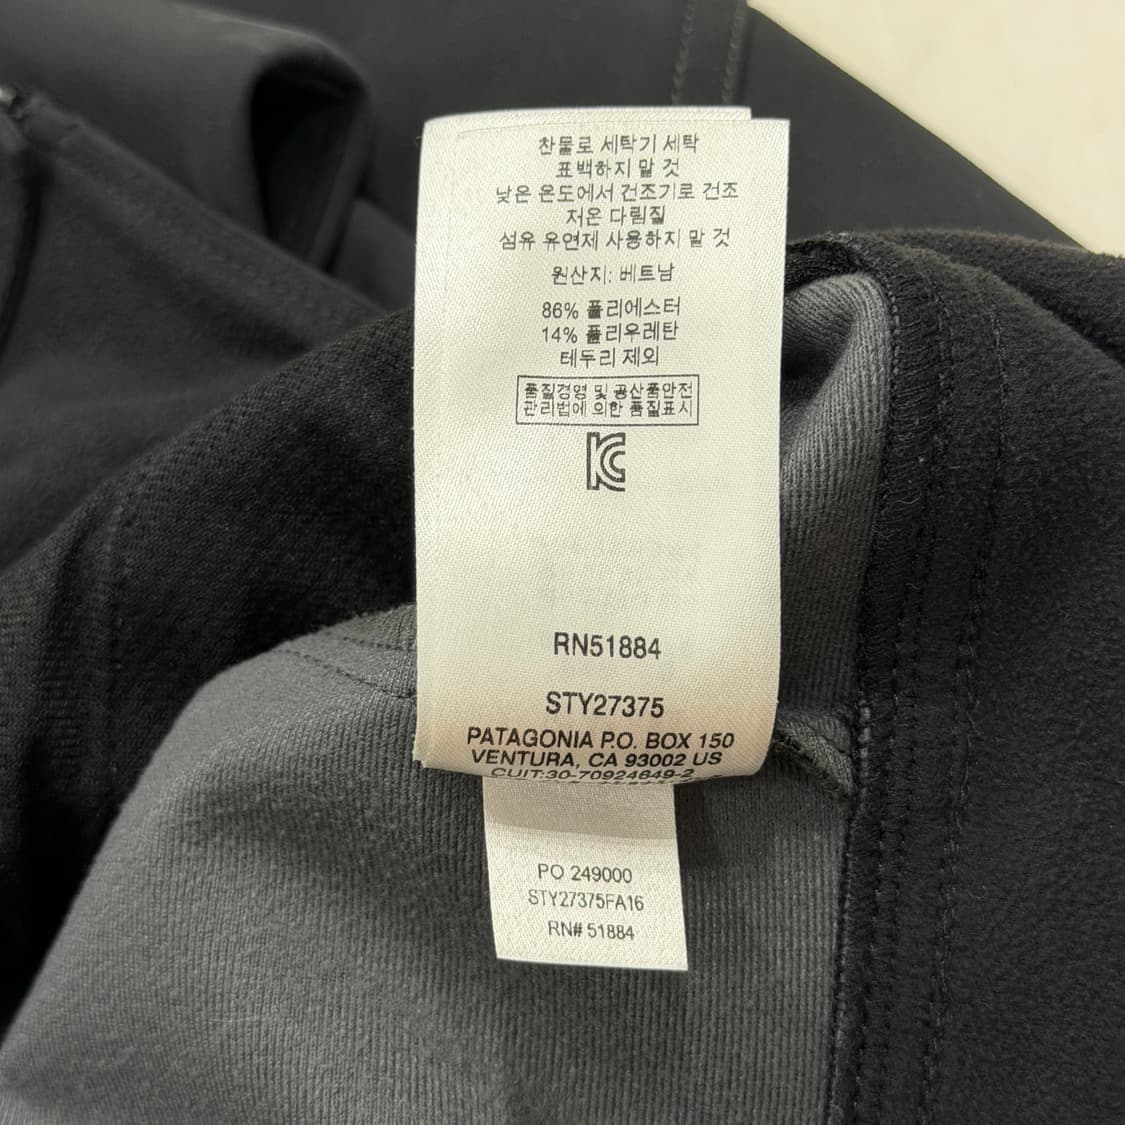 찬물로 세탁기 세탁
표백하지 말 것
낮은 온도에서 건조기로 건조
저온 다림질
섬유 유연제 사용하지 말 것
원산지: 베트남
86% 폴리에스터
14% 폴리우레탄
테두리 제외
품질경영 및 공산품안전
관리법에 의한 품질표시
KC
RN51884
STY27375
PATAGONIA P.O. BOX 150
VENTURA, CA 93002 US
CUIT:30-70924649-2
PO 249000
STY27375FA16
RN# 51884